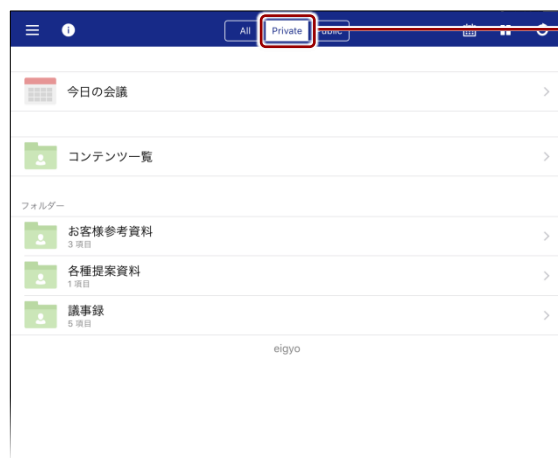 All Private Public
今日の会議
コンテンツ一覧
フォルダー
お客様参考資料
3 項目
各種提案資料
1 項目
議事録
5 項目
eigyo